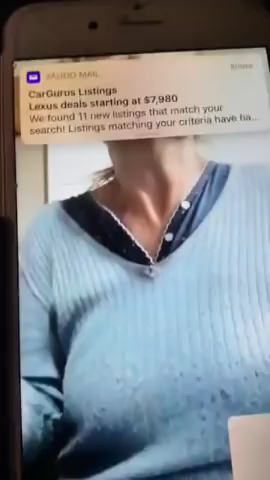 YAHOO MAIL
CarGurus Listings
Lexus deals starting at $7,980
We found 11 new listings that match your
search! Listings matching your criteria have ha...